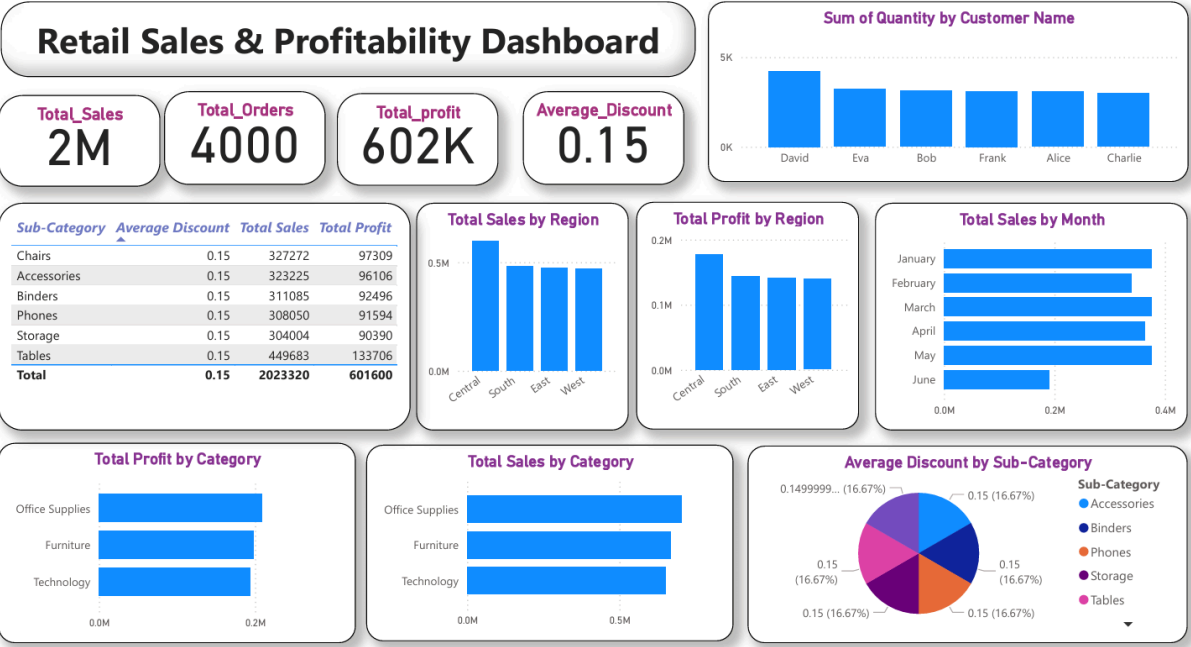 Retail Sales & Profitability Dashboard
Total_Sales
2M
Total_Orders
4000
Total_profit
602K
Average_Discount
0.15
Sum of Quantity by Customer Name
5K
0K
David Eva Bob Frank Alice Charlie
Sub-Category Average Discount Total Sales Total Profit
Chairs 0.15 327272 97309
Accessories 0.15 323225 96106
Binders 0.15 311085 92496
Phones 0.15 308050 91594
Storage 0.15 304004 90390
Tables 0.15 449683 133706
Total 0.15 2023320 601600
Total Sales by Region
0.5M
0.0M
Central South East West
Total Profit by Region
0.2M
0.1M
0.0M
Central South East West
Total Sales by Month
January
February
March
April
May
June
0.0M 0.2M 0.4M
Total Profit by Category
Office Supplies
Furniture
Technology
0.0M 0.2M
Total Sales by Category
Office Supplies
Furniture
Technology
0.0M 0.5M
Average Discount by Sub-Category
0.1499999... (16.67%)
0.15 (16.67%)
0.15
(16.67%)
0.15
(16.67%)
0.15 (16.67%)
0.15 (16.67%)
Sub-Category
Accessories
Binders
Phones
Storage
Tables